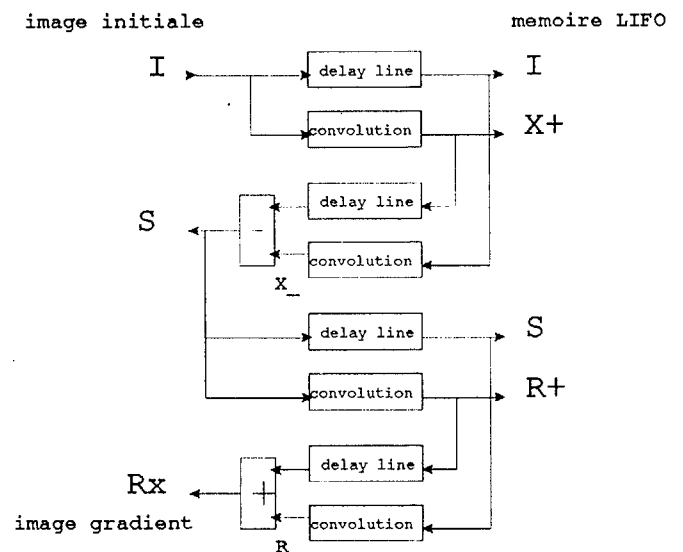 image initiale memoire LIFO
I delay line I
convolution X+
delay line
S −
convolution
X_
delay line S
convolution R+
delay line
Rx +
image gradient convolution
R